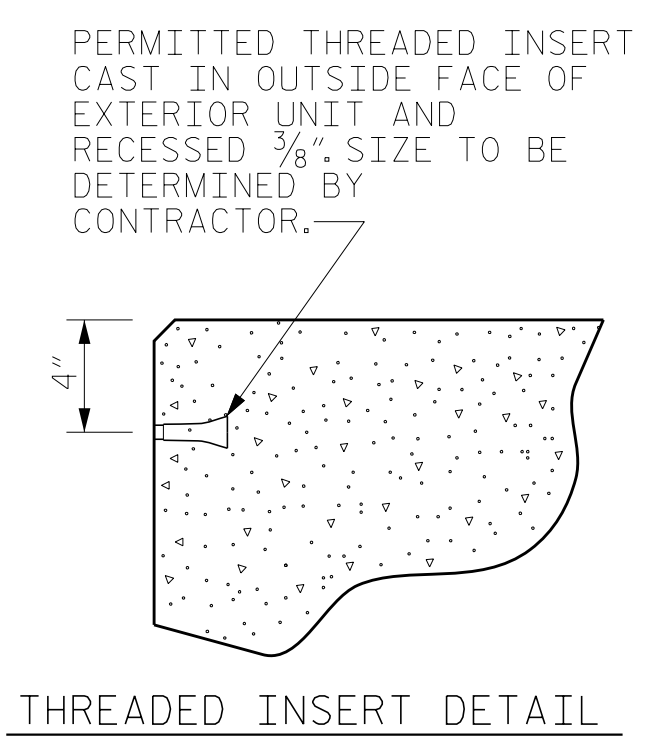 PERMITTED THREADED INSERT
CAST IN OUTSIDE FACE OF
EXTERIOR UNIT AND
RECESSED 3/8". SIZE TO BE
DETERMINED BY
CONTRACTOR.
4"
THREADED INSERT DETAIL